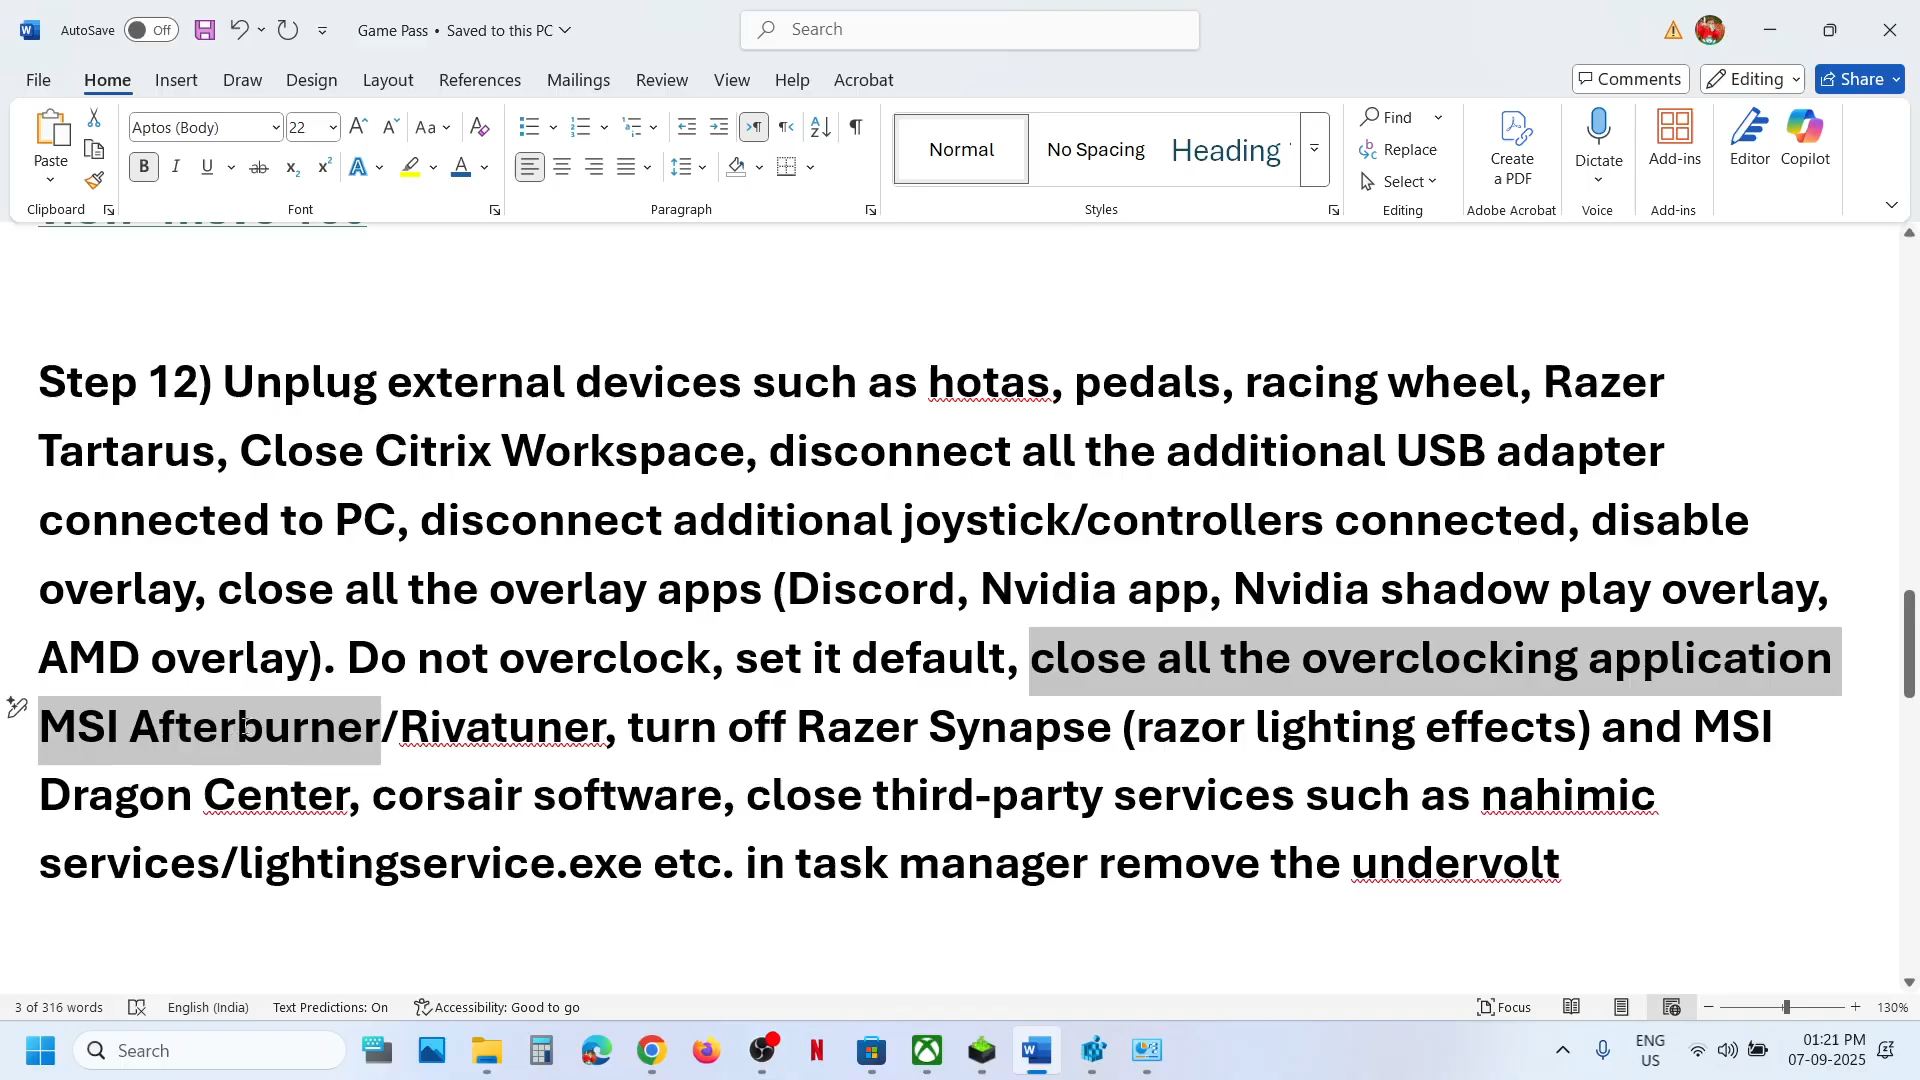 AutoSave Off Game Pass • Saved to this PC Search
File Home Insert Draw Design Layout References Mailings Review View Help Acrobat Comments Editing Share
Paste Aptos (Body) 22 Aa Normal No Spacing Heading Find Replace Select Create a PDF Dictate Add-ins Editor Copilot
Clipboard Font Paragraph Styles Editing Adobe Acrobat Voice Add-ins
Step 12) Unplug external devices such as hotas, pedals, racing wheel, Razer
Tartarus, Close Citrix Workspace, disconnect all the additional USB adapter
connected to PC, disconnect additional joystick/controllers connected, disable
overlay, close all the overlay apps (Discord, Nvidia app, Nvidia shadow play overlay,
AMD overlay). Do not overclock, set it default, close all the overclocking application
MSI Afterburner/Rivatuner, turn off Razer Synapse (razor lighting effects) and MSI
Dragon Center, corsair software, close third-party services such as nahimic
services/lightingservice.exe etc. in task manager remove the undervolt
3 of 316 words English (India) Text Predictions: On Accessibility: Good to go Focus 130%
Search ENG US 01:21 PM 07-09-2025